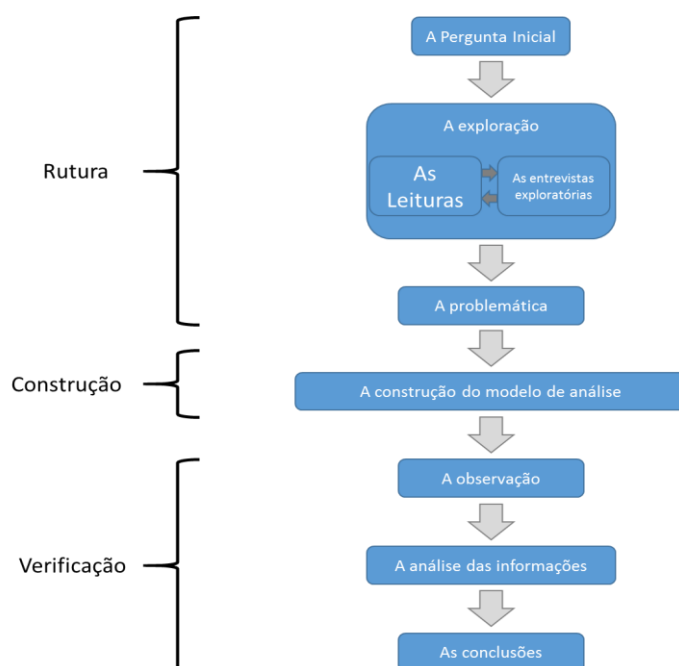 A Pergunta Inicial
A exploração
As
Leituras
As entrevistas
exploratórias
Rutura
A problemática
Construção
A construção do modelo de análise
A observação
Verificação
A análise das informações
As conclusões